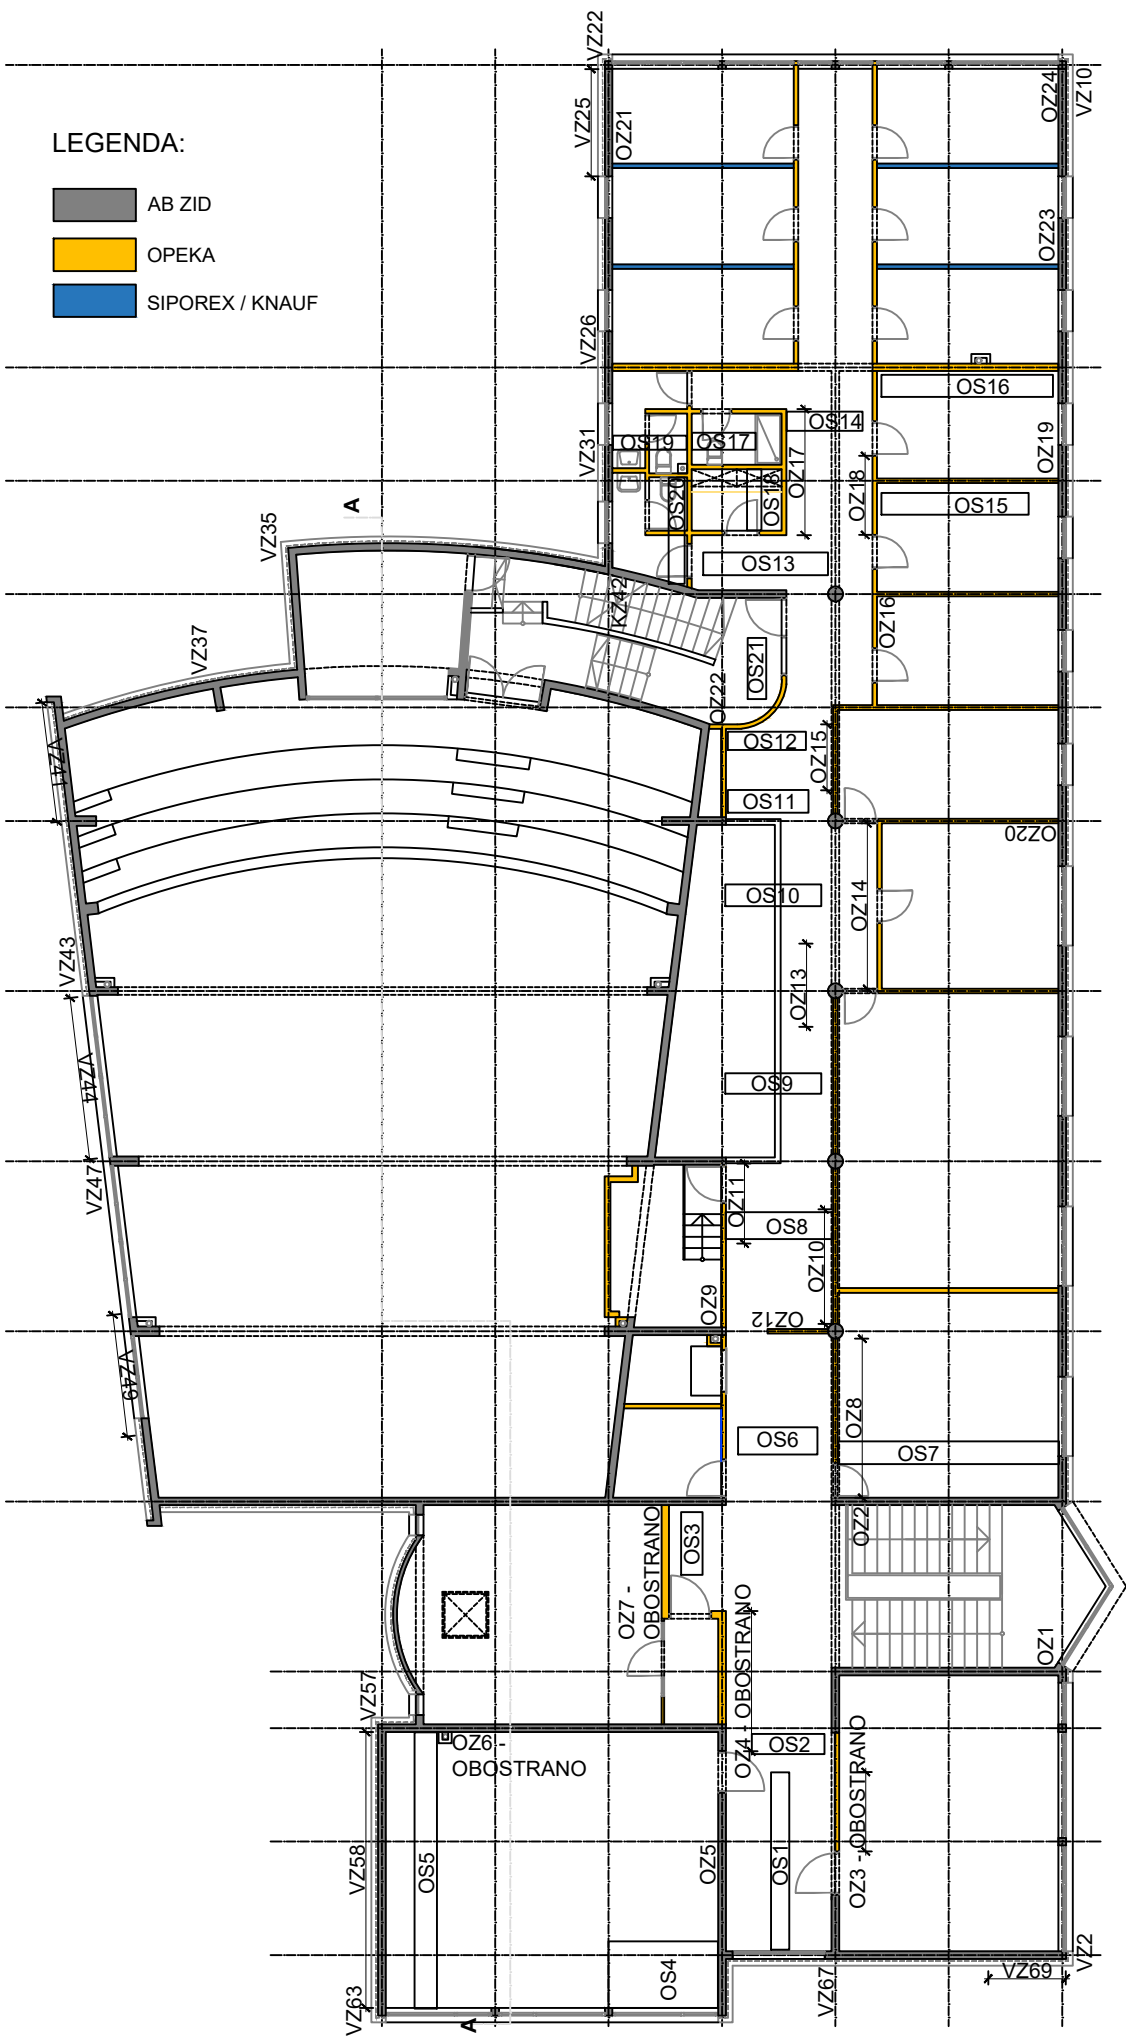 VZ22
LEGENDA:
VZ25
OZ21
OZ24
VZ10
AB ZID
OPEKA
OZ23
SIPOREX / KNAUF
VZ26
OS16
OS14
OS19
OS17
VZ31
OZ17
OZ19
OS20
OS18
OZ18
OS15
A
VZ35
OS13
KZ42
OZ16
VZ37
OS21
OZ22
VZ41
OS12
OZ15
OS11
OZ20
OS10
OZ14
VZ43
OZ13
VZ44
OS9
VZ47
OZ11
OS8
OZ10
OZ9
OZ12
VZ49
OZ8
OS6
OS7
OS3
OZ2
OZ7 -
OBOSTRANO
OZ1
OZ4 - OBOSTRANO
VZ57
OZ6 -
OBOSTRANO
OS2
OZ3 - OBOSTRANO
VZ58
OS5
OZ5
OS1
OS4
VZ67
VZ69
VZ2
VZ63
A